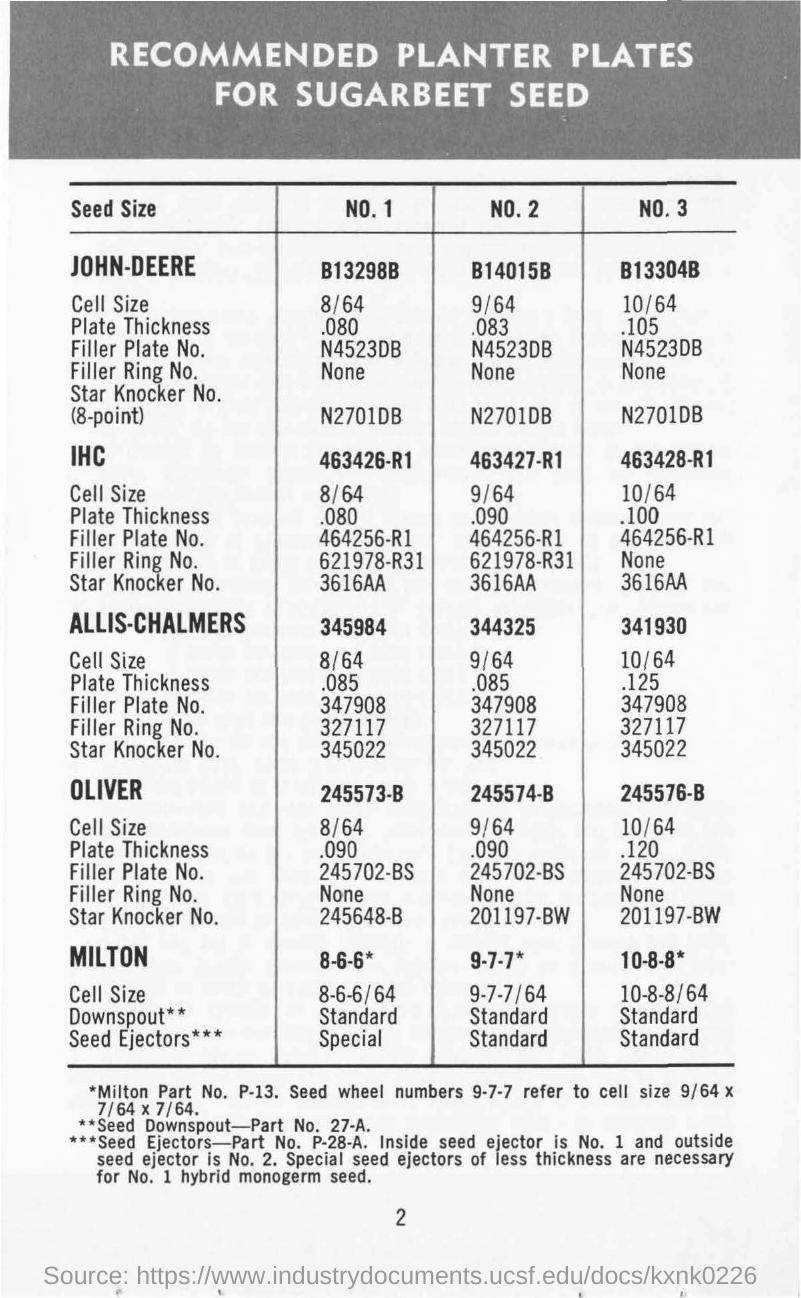 RECOMMENDED PLANTER PLATES
FOR SUGARBEET SEED
Seed Size NO. 1 NO. 2 NO. 3
JOHN-DEERE B13298B B14015B B13304B
Cell Size 8/64 9/64 10/64
Plate Thickness .080 .083 .105
Filler Plate No. N4523DB N4523DB N4523DB
Filler Ring No. None None None
Star Knocker No.
(8-point) N2701DB N2701DB N2701DB
IHC 463426-R1 463427-R1 463428-R1
Cell Size 8/64 9/64 10/64
Plate Thickness .080 .090 .100
Filler Plate No. 464256-R1 464256-R1 464256-R1
Filler Ring No. 621978-R31 621978-R31 None
Star Knocker No. 3616AA 3616AA 3616AA
ALLIS-CHALMERS 345984 344325 341930
Cell Size 8/64 9/64 10/64
Plate Thickness .085 .085 .125
Filler Plate No. 347908 347908 347908
Filler Ring No. 327117 327117 327117
Star Knocker No. 345022 345022 345022
OLIVER 245573-B 245574-B 245576-B
Cell Size 8/64 9/64 10/64
Plate Thickness .090 .090 .120
Filler Plate No. 245702-BS 245702-BS 245702-BS
Filler Ring No. None None None
Star Knocker No. 245648-B 201197-BW 201197-BW
MILTON 8-6-6* 9-7-7* 10-8-8*
Cell Size 8-6-6/64 9-7-7/64 10-8-8/64
Downspout** Standard Standard Standard
Seed Ejectors*** Special Standard Standard
*Milton Part No. P-13. Seed wheel numbers 9-7-7 refer to cell size 9/64 x
7/64 x 7/64.
**Seed Downspout—Part No. 27-A.
***Seed Ejectors—Part No. P-28-A. Inside seed ejector is No. 1 and outside
seed ejector is No. 2. Special seed ejectors of less thickness are necessary
for No. 1 hybrid monogerm seed.
2
Source: https://www.industrydocuments.ucsf.edu/docs/kxnk0226